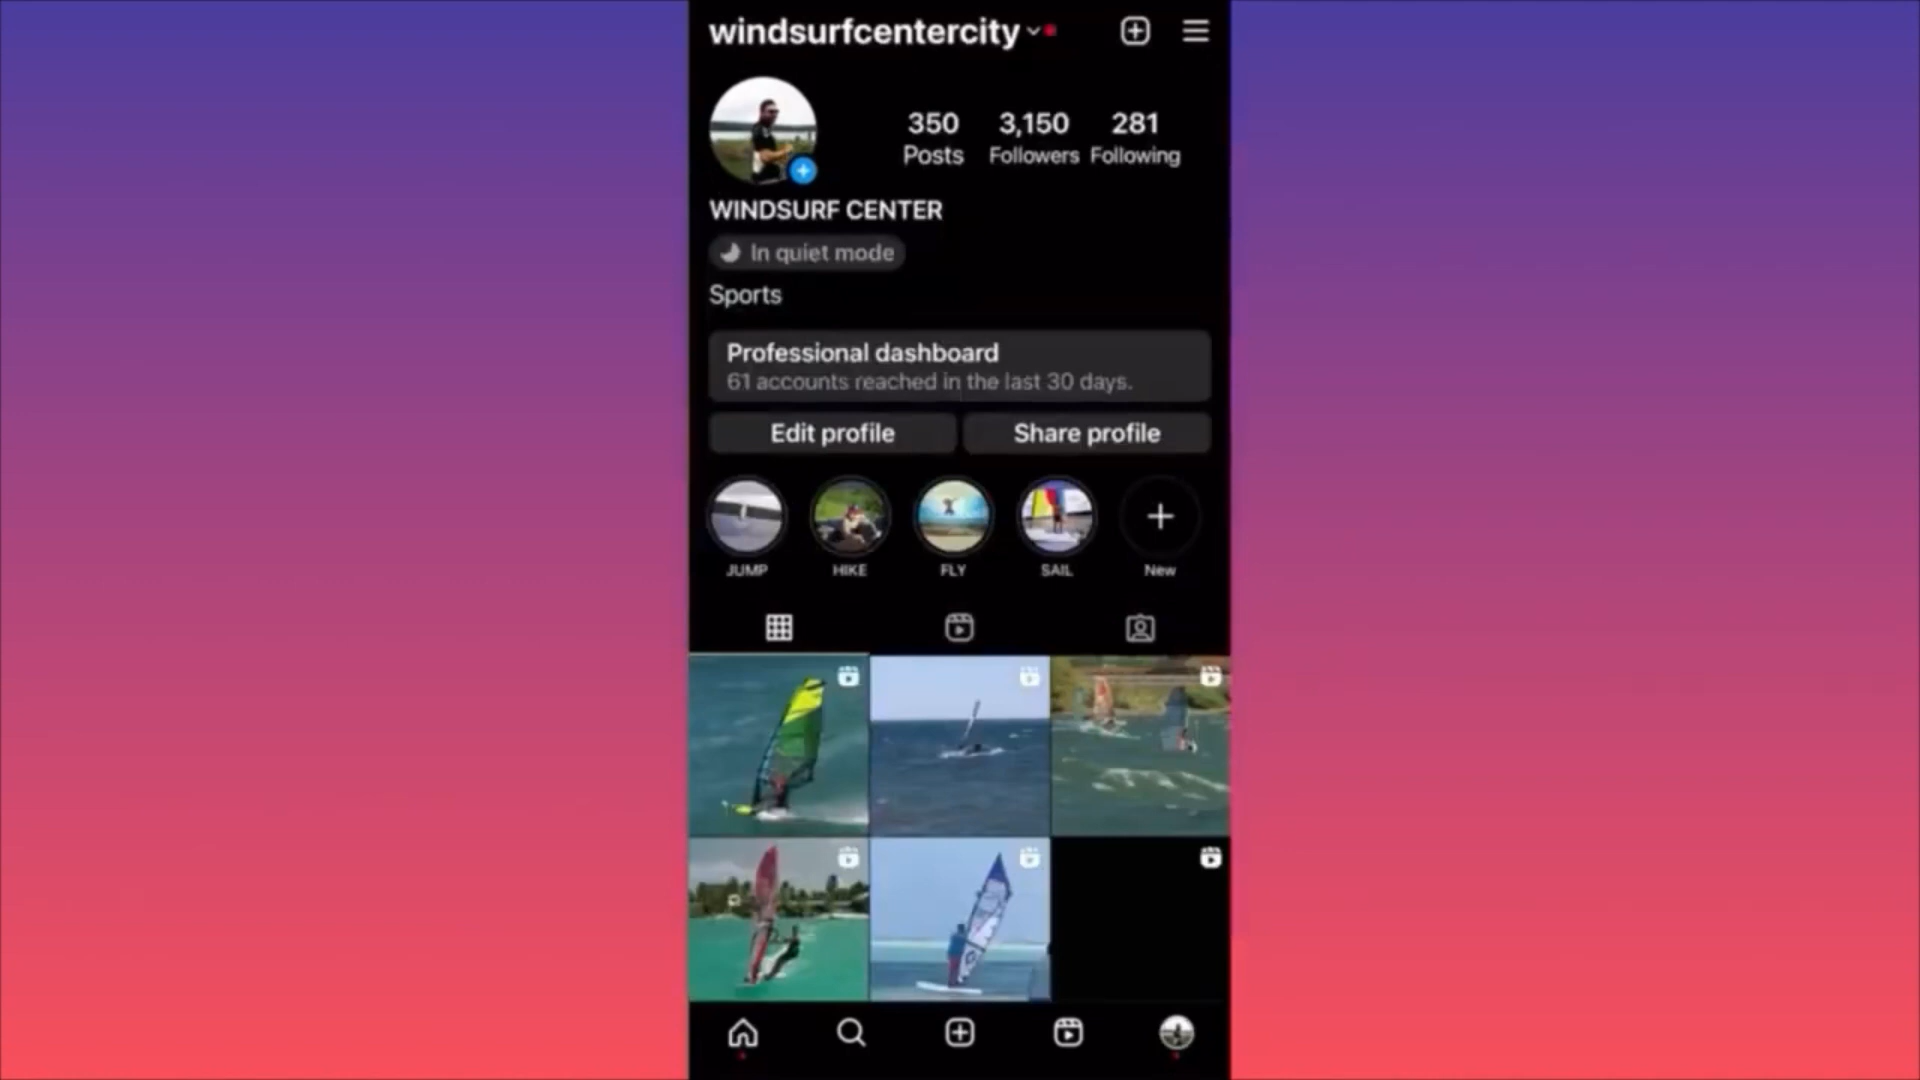 windsurfcentercity
350 3,150 281
Posts Followers Following
WINDSURF CENTER
In quiet mode
Sports
Professional dashboard
61 accounts reached in the last 30 days.
Edit profile Share profile
JUMP HIKE FLY SAIL New